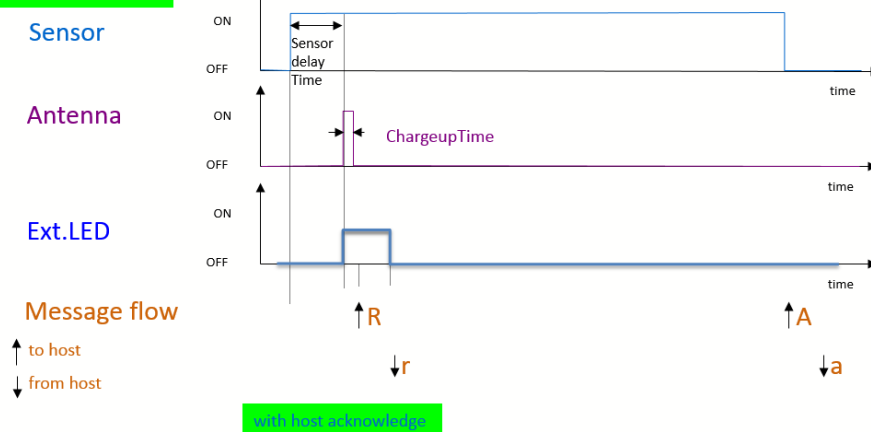 ON
Sensor
Sensor
delay
Time
OFF
time
Antenna
ON
ChargeupTime
OFF
time
ON
Ext.LED
OFF
time
Message flow
R
A
to host
r
a
from host
with host acknowledge